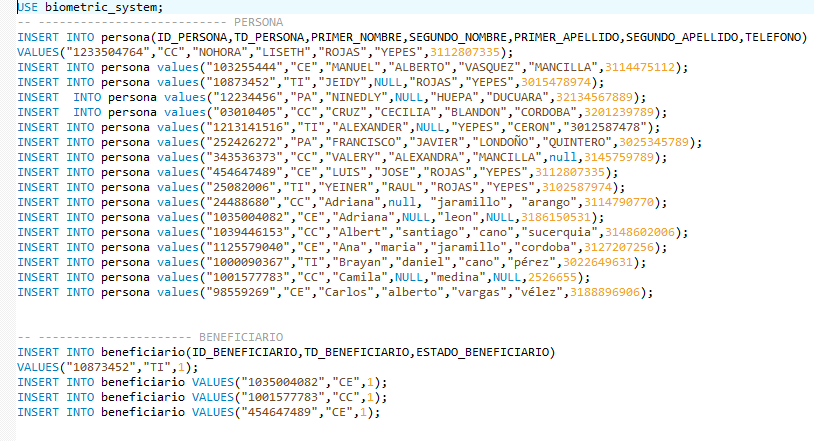 USE biometric_system;
-- -------------------------- PERSONA
INSERT INTO persona(ID_PERSONA,TD_PERSONA,PRIMER_NOMBRE,SEGUNDO_NOMBRE,PRIMER_APELLIDO,SEGUNDO_APELLIDO,TELEFONO)
VALUES("1233504764","CC","NOHORA","LISETH","ROJAS","YEPES",3112807335);
INSERT INTO persona values("103255444","CE","MANUEL","ALBERTO","VASQUEZ","MANCILLA",3114475112);
INSERT INTO persona values("10873452","TI","JEIDY",NULL,"ROJAS","YEPES",3015478974);
INSERT  INTO persona values("12234456","PA","NINEDLY",NULL,"HUEPA","DUCUARA",32134567889);
INSERT  INTO persona values("03010405","CC","CRUZ","CECILIA","BLANDON","CORDOBA",3201239789);
INSERT INTO persona values("1213141516","TI","ALEXANDER",NULL,"YEPES","CERON","3012587478");
INSERT INTO persona values("252426272","PA","FRANCISCO","JAVIER","LONDOÑO","QUINTERO",3025345789);
INSERT INTO persona values("343536373","CC","VALERY","ALEXANDRA","MANCILLA",null,3145759789);
INSERT INTO persona values("454647489","CE","LUIS","JOSE","ROJAS","YEPES",3112807335);
INSERT INTO persona values("25082006","TI","YEINER","RAUL","ROJAS","YEPES",3102587974);
INSERT INTO persona values("24488680","CC","Adriana",null, "jaramillo", "arango",3114790770);
INSERT INTO persona values("1035004082","CE","Adriana",NULL,"leon",NULL,3186150531);
INSERT INTO persona values("1039446153","CC","Albert","santiago","cano","sucerquia",3148602006);
INSERT INTO persona values("1125579040","CE","Ana","maria","jaramillo","cordoba",3127207256);
INSERT INTO persona values("1000090367","TI","Brayan","daniel","cano","pérez",3022649631);
INSERT INTO persona values("1001577783","CC","Camila",NULL,"medina",NULL,2526655);
INSERT INTO persona values("98559269","CE","Carlos","alberto","vargas","vélez",3188896906);
-- ---------------------- BENEFICIARIO
INSERT INTO beneficiario(ID_BENEFICIARIO,TD_BENEFICIARIO,ESTADO_BENEFICIARIO)
VALUES("10873452","TI",1);
INSERT INTO beneficiario VALUES("1035004082","CE",1);
INSERT INTO beneficiario VALUES("1001577783","CC",1);
INSERT INTO beneficiario VALUES("454647489","CE",1);